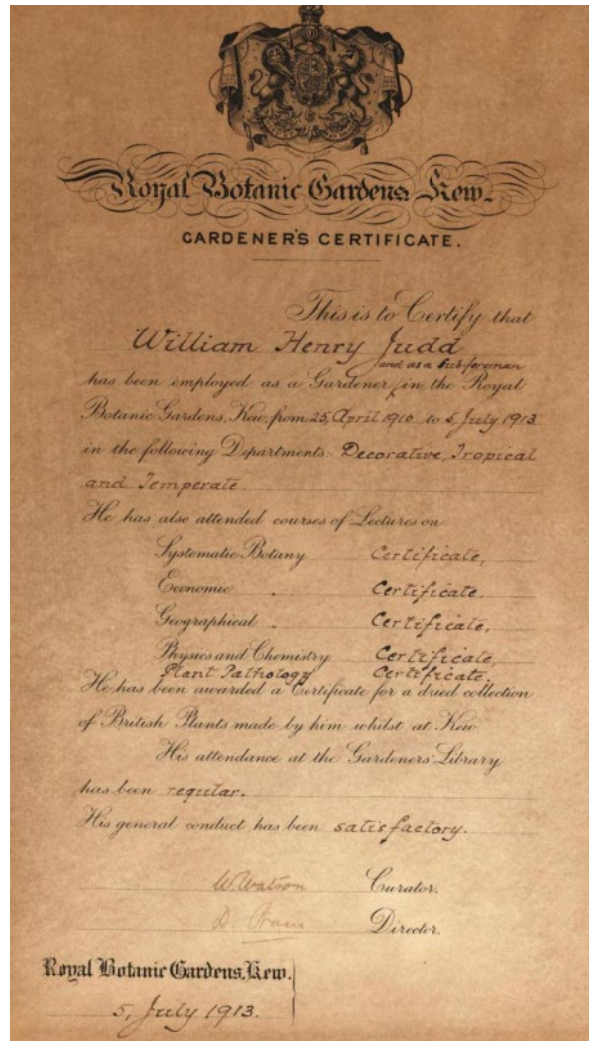 Royal Botanic Gardens, Kew.
GARDENER'S CERTIFICATE.
This is to Certify that
William Henry Judd
and as a Sub-foreman
has been employed as a Gardener in the Royal
Botanic Gardens, Kew, from 25, April 1910 to 5, July 1913
in the following Departments:- Decorative, Tropical
and Temperate.
He has also attended courses of Lectures on
Systematic Botany Certificate,
Economic " Certificate,
Geographical " Certificate,
Physics and Chemistry Certificate,
Plant Pathology Certificate.
He has been awarded a Certificate for a dried collection
of British Plants made by him whilst at Kew.
His attendance at the Gardeners' Library
has been regular.
His general conduct has been satisfactory.
W. Watson Curator.
D. Prain Director.
Royal Botanic Gardens, Kew.
5, July 1913.